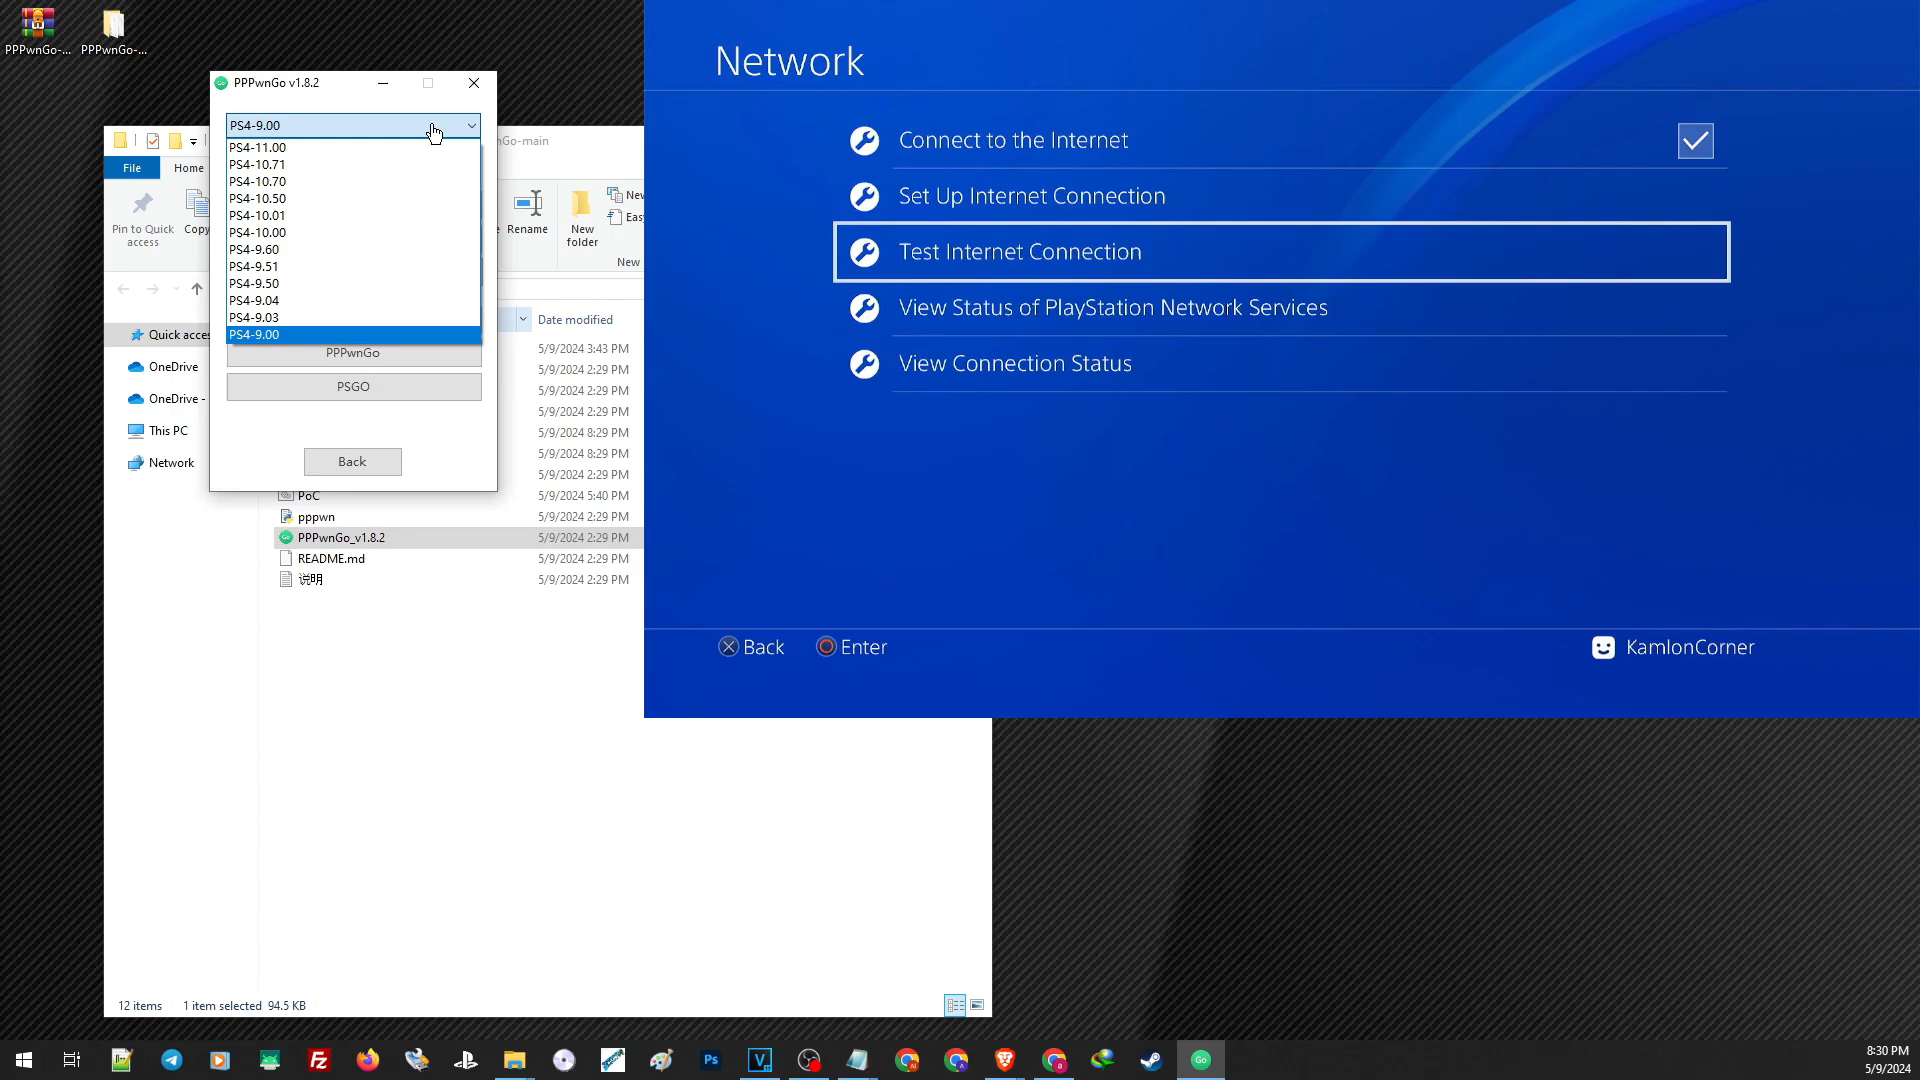 PPPwnGo-...
PPPwnGo-...
PPPwnGo v1.8.2
PS4-9.00
PS4-11.00
PS4-10.71
PS4-10.70
PS4-10.50
PS4-10.01
PS4-10.00
PS4-9.60
PS4-9.51
PS4-9.50
PS4-9.04
PS4-9.03
PS4-9.00
PPPwnGo
PSGO
Back
nGo-main
File
Home
Pin to Quick
access
Copy
Rename
New
folder
New
Easy
New
Date modified
Quick acces
OneDrive
OneDrive -
This PC
Network
5/9/2024 3:43 PM
5/9/2024 2:29 PM
5/9/2024 2:29 PM
5/9/2024 2:29 PM
5/9/2024 8:29 PM
5/9/2024 8:29 PM
5/9/2024 2:29 PM
PoC 5/9/2024 5:40 PM
pppwn 5/9/2024 2:29 PM
PPPwnGo_v1.8.2 5/9/2024 2:29 PM
README.md 5/9/2024 2:29 PM
说明 5/9/2024 2:29 PM
12 items 1 item selected 94.5 KB
Network
Connect to the Internet
Set Up Internet Connection
Test Internet Connection
View Status of PlayStation Network Services
View Connection Status
Back Enter
KamlonCorner
Ps
V
Go
8:30 PM
5/9/2024